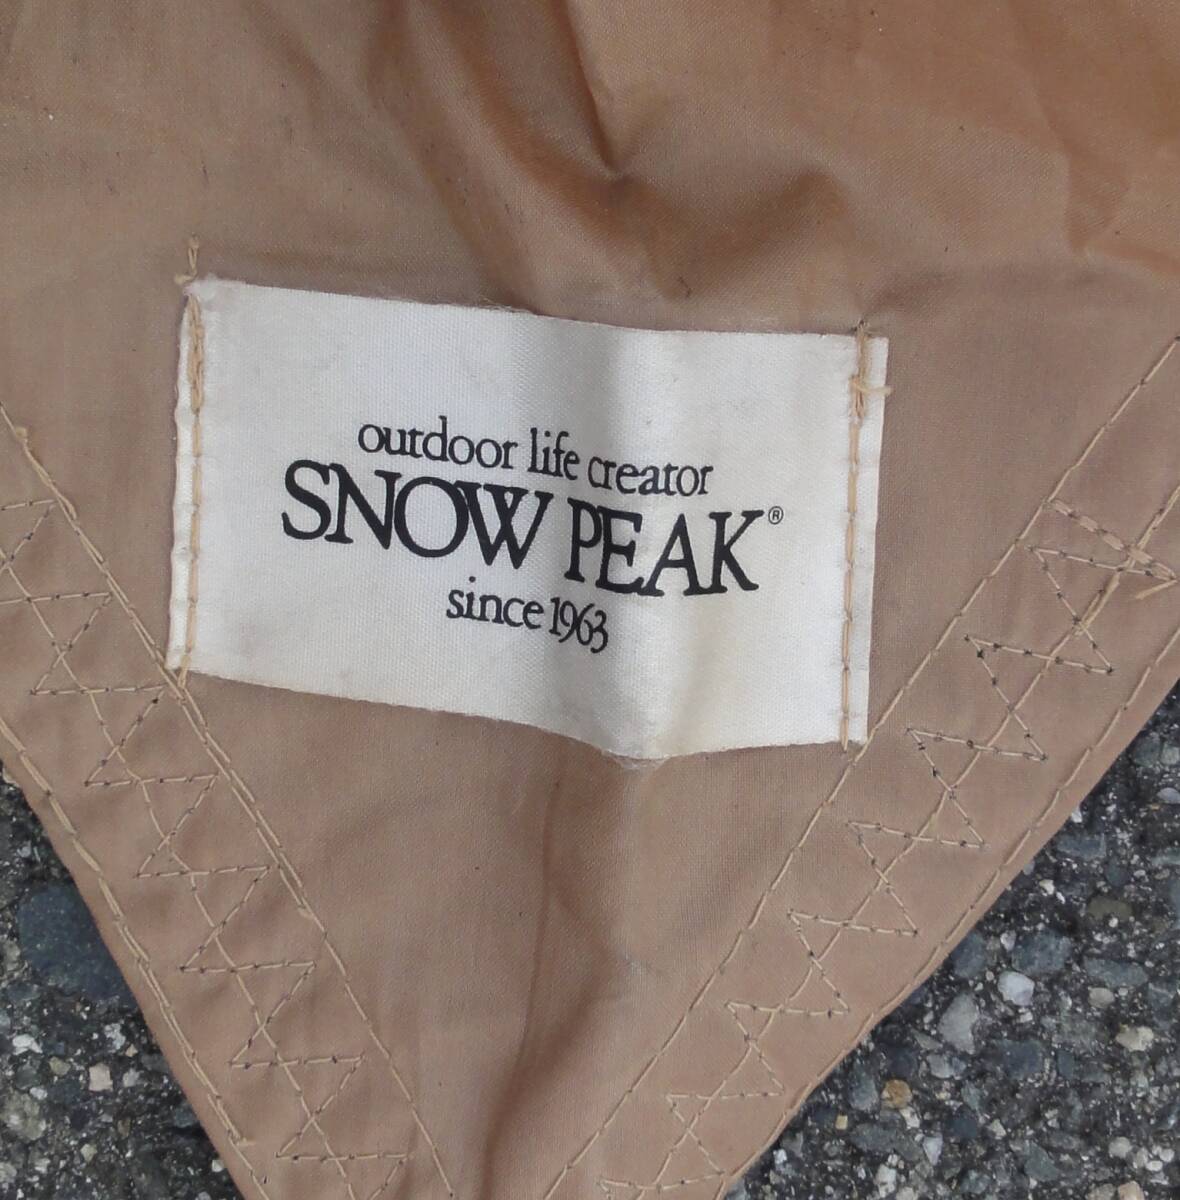 outdoor life creator
SNOW PEAK®
since 1963